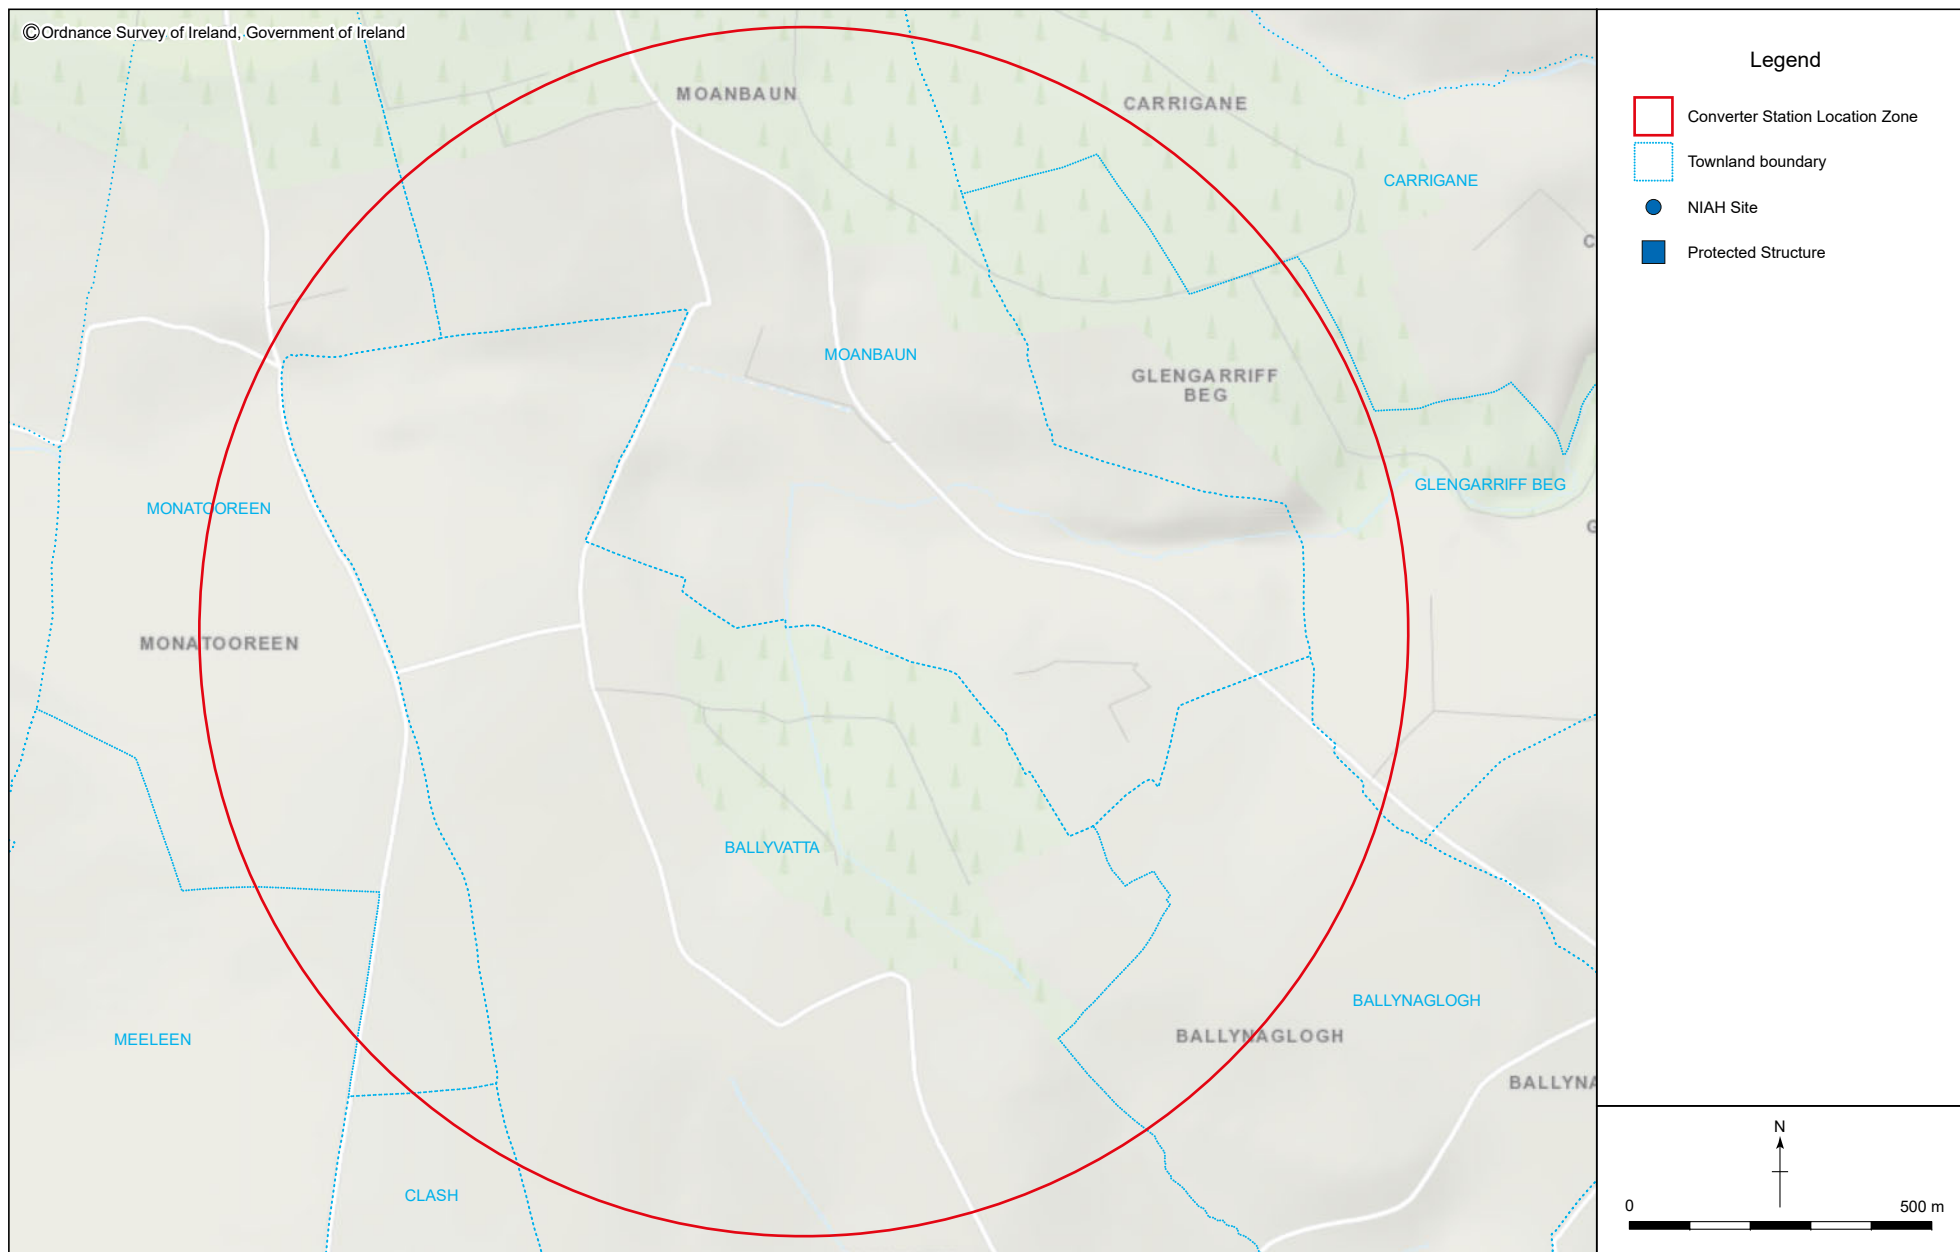 ©Ordnance Survey of Ireland, Government of Ireland
MOANBAUN
CARRIGANE
CARRIGANE
C
MOANBAUN
GLENGARRIFF
BEG
GLENGARRIFF BEG
G
MONATOOREEN
MONATOOREEN
BALLYVATTA
BALLYNAGLOGH
BALLYNAGLOGH
MEELEEN
BALLYNA
CLASH
Legend
Converter Station Location Zone
Townland boundary
NIAH Site
Protected Structure
N
0 500 m